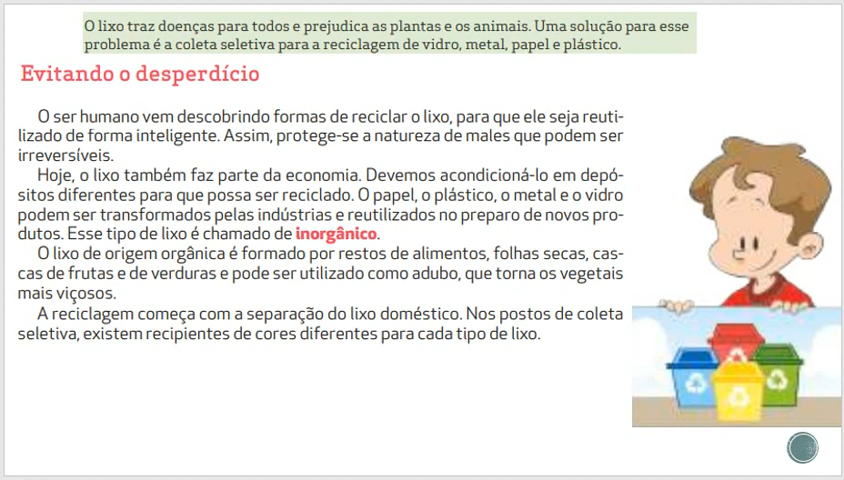 O lixo traz doenças para todos e prejudica as plantas e os animais. Uma solução para esse
problema é a coleta seletiva para a reciclagem de vidro, metal, papel e plástico.
Evitando o desperdício
O ser humano vem descobrindo formas de reciclar o lixo, para que ele seja reuti-
lizado de forma inteligente. Assim, protege-se a natureza de males que podem ser
irreversíveis.
Hoje, o lixo também faz parte da economia. Devemos acondicioná-lo em depó-
sitos diferentes para que possa ser reciclado. O papel, o plástico, o metal e o vidro
podem ser transformados pelas indústrias e reutilizados no preparo de novos pro-
dutos. Esse tipo de lixo é chamado de inorgânico.
O lixo de origem orgânica é formado por restos de alimentos, folhas secas, cas-
cas de frutas e de verduras e pode ser utilizado como adubo, que torna os vegetais
mais viçosos.
A reciclagem começa com a separação do lixo doméstico. Nos postos de coleta
seletiva, existem recipientes de cores diferentes para cada tipo de lixo.